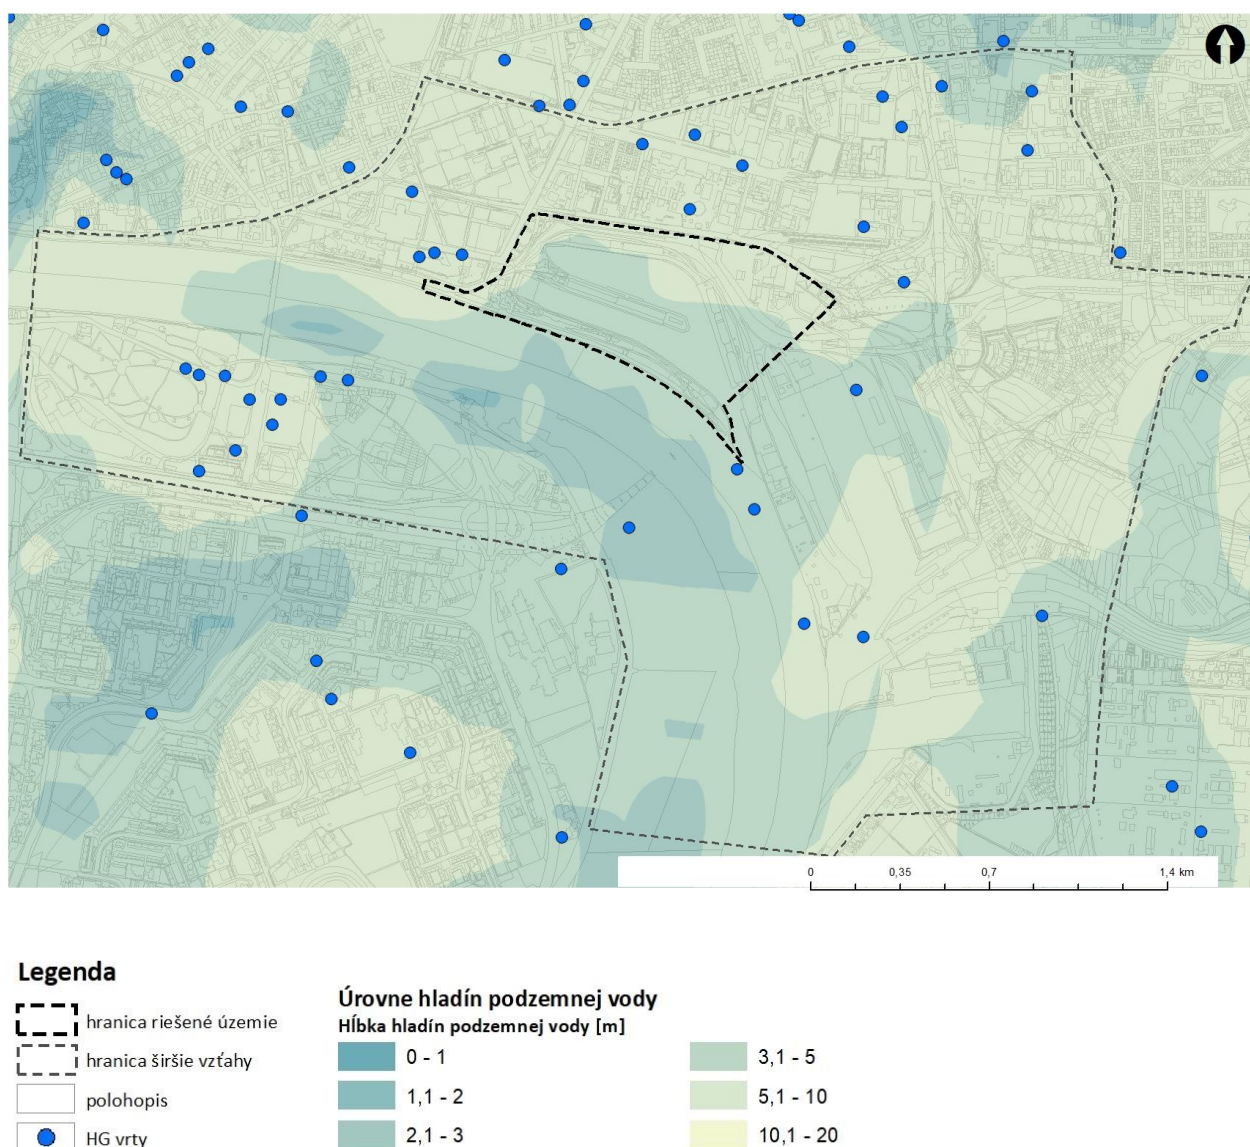 0 0,35 0,7 1,4 km
Legenda
hranica riešené územie
hranica širšie vzťahy
polohopis
HG vrty
Úrovne hladín podzemnej vody
Hĺbka hladín podzemnej vody [m]
0 - 1
1,1 - 2
2,1 - 3
3,1 - 5
5,1 - 10
10,1 - 20